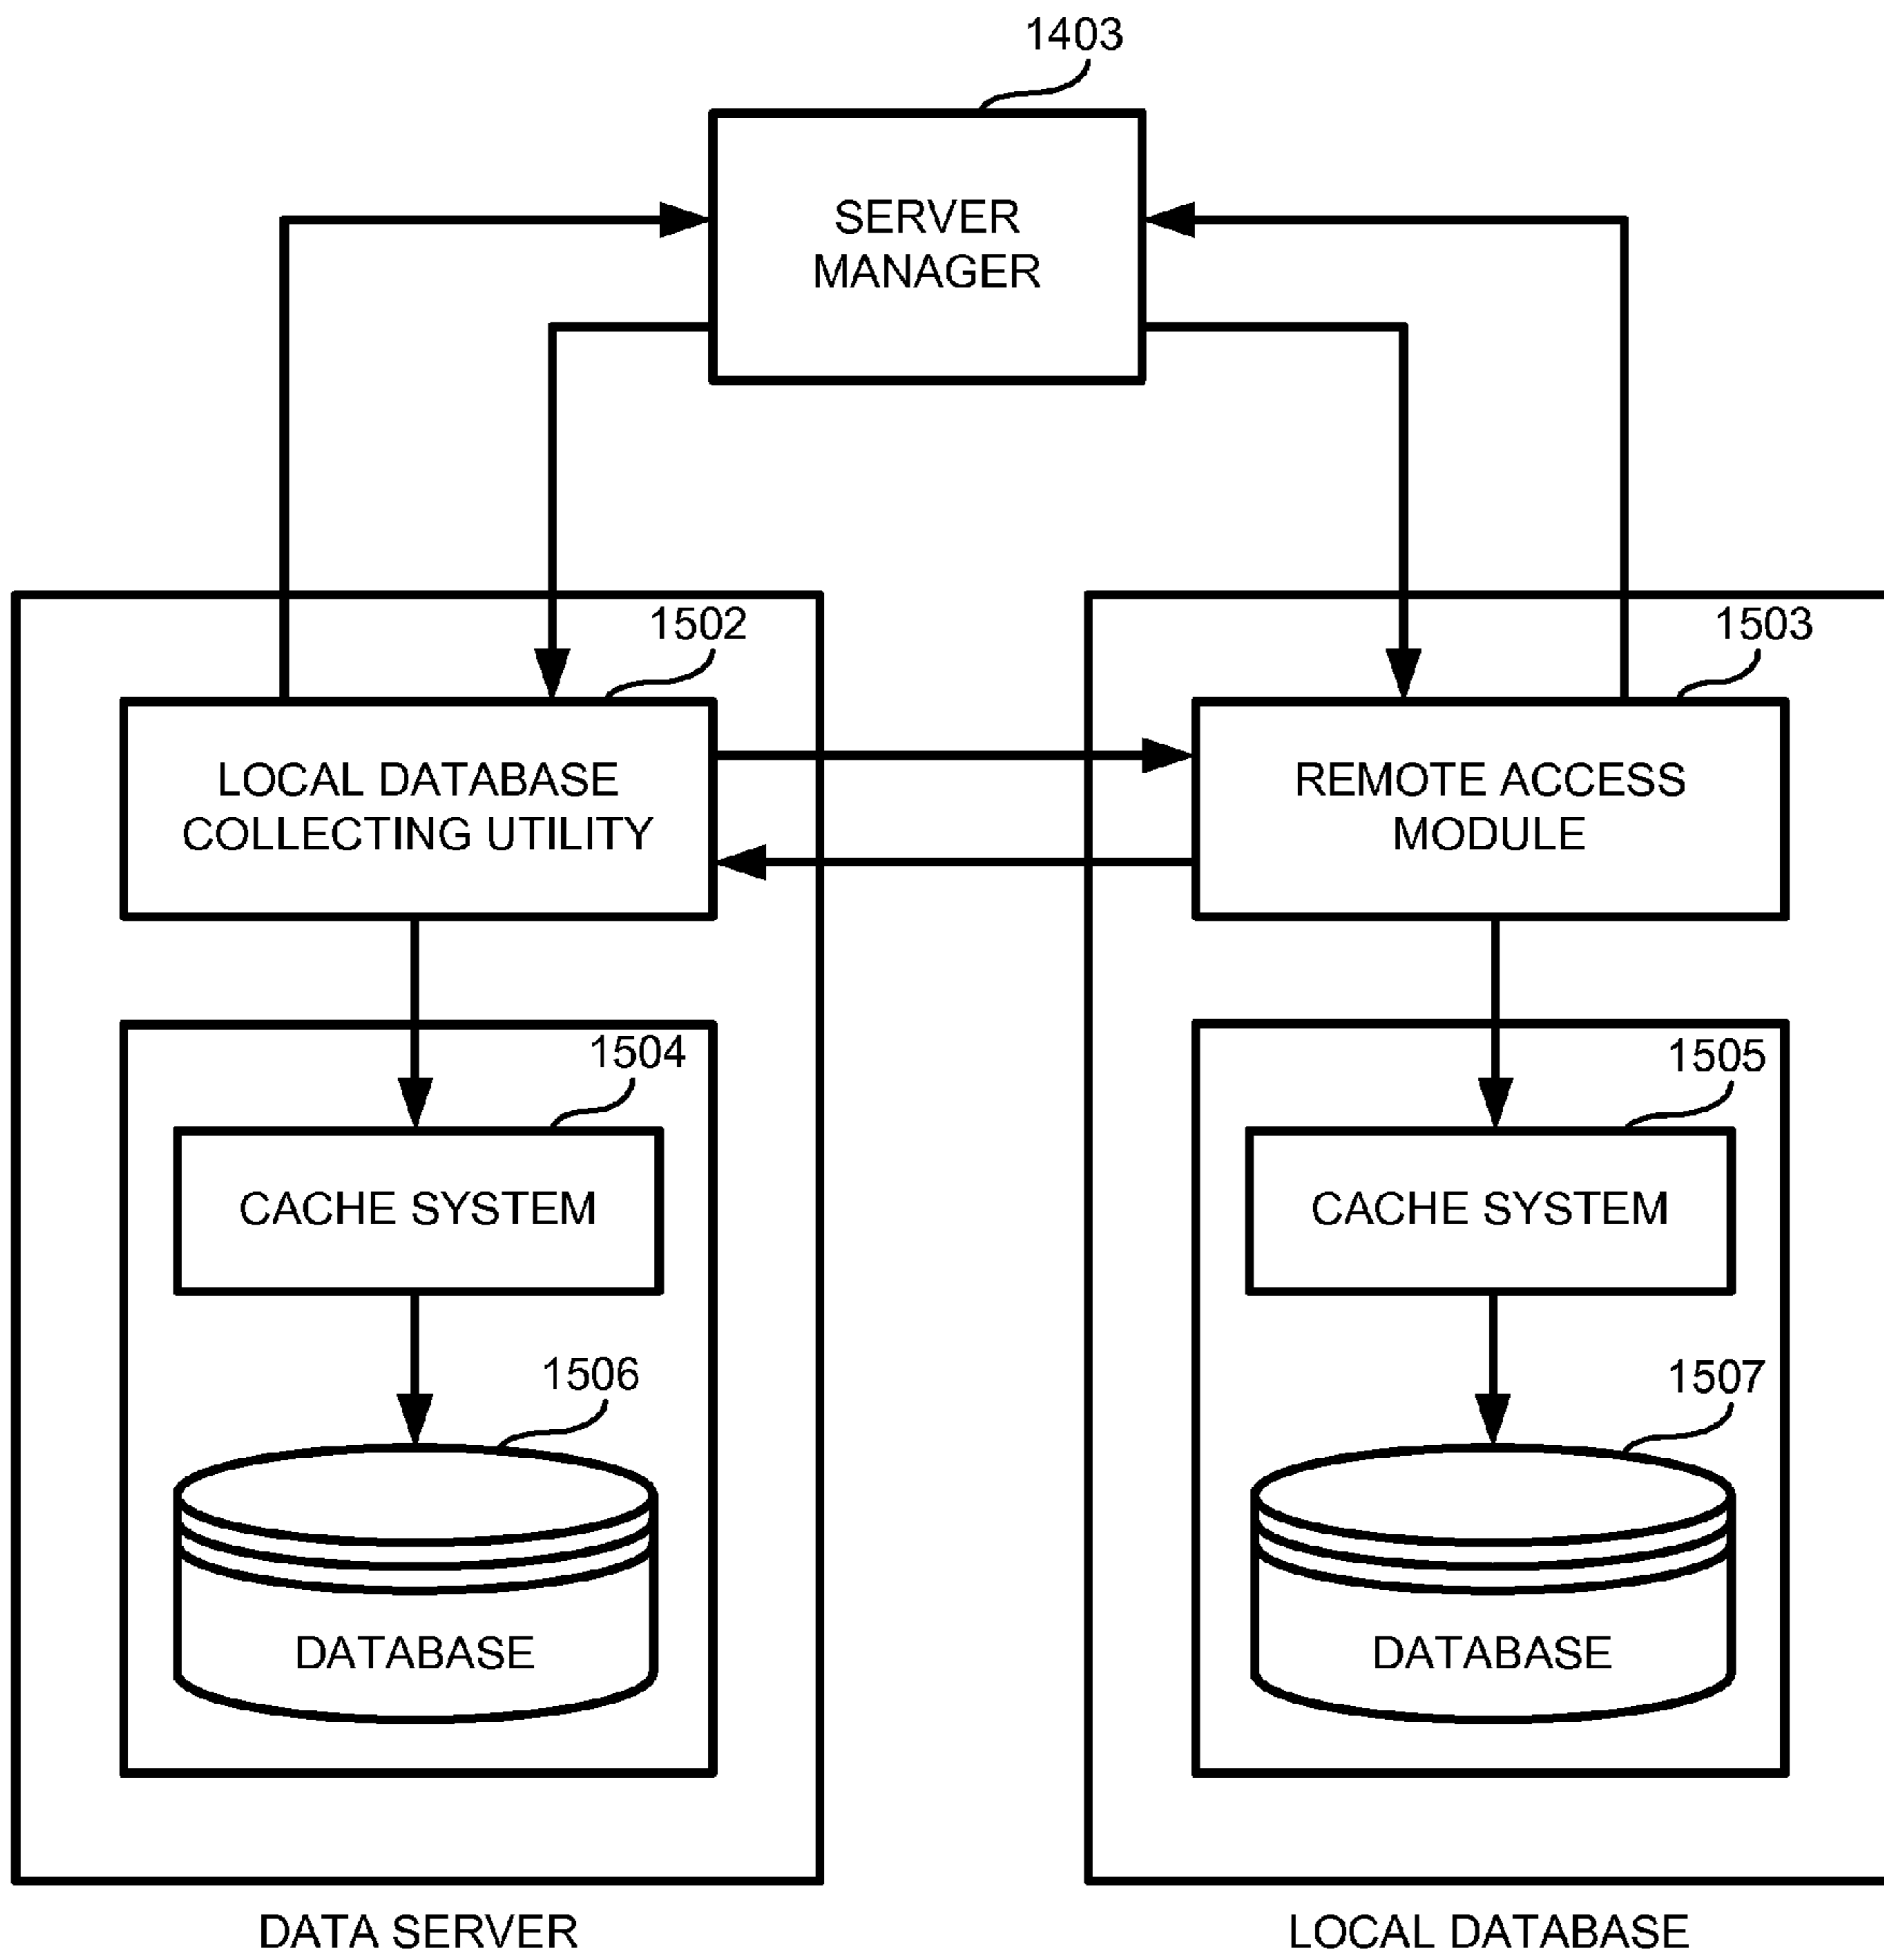 1403
SERVER
MANAGER
1502
1503
LOCAL DATABASE
COLLECTING UTILITY
REMOTE ACCESS
MODULE
1504
1505
CACHE SYSTEM
CACHE SYSTEM
1506
1507
DATABASE
DATABASE
DATA SERVER
LOCAL DATABASE